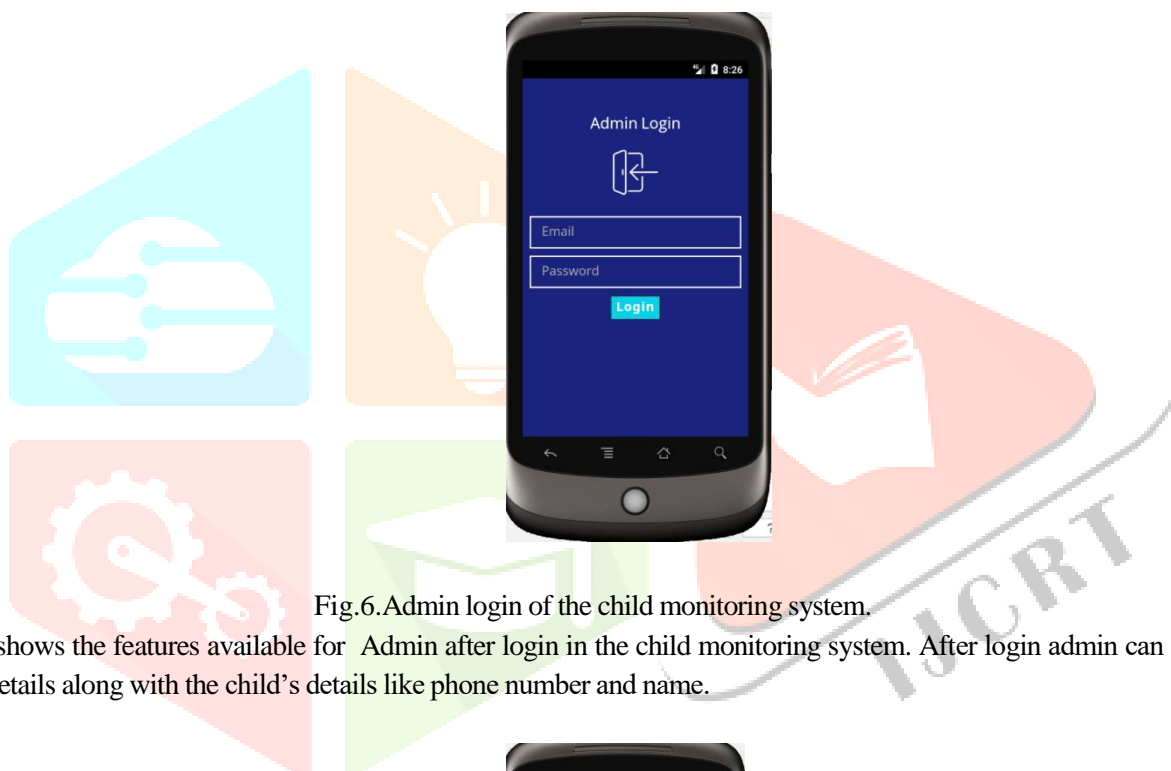 4G 8:26
Admin Login
Email
Password
Login
?
IJCRT
Fig.6.Admin login of the child monitoring system.
shows the features available for Admin after login in the child monitoring system. After login admin can
etails along with the child's details like phone number and name.